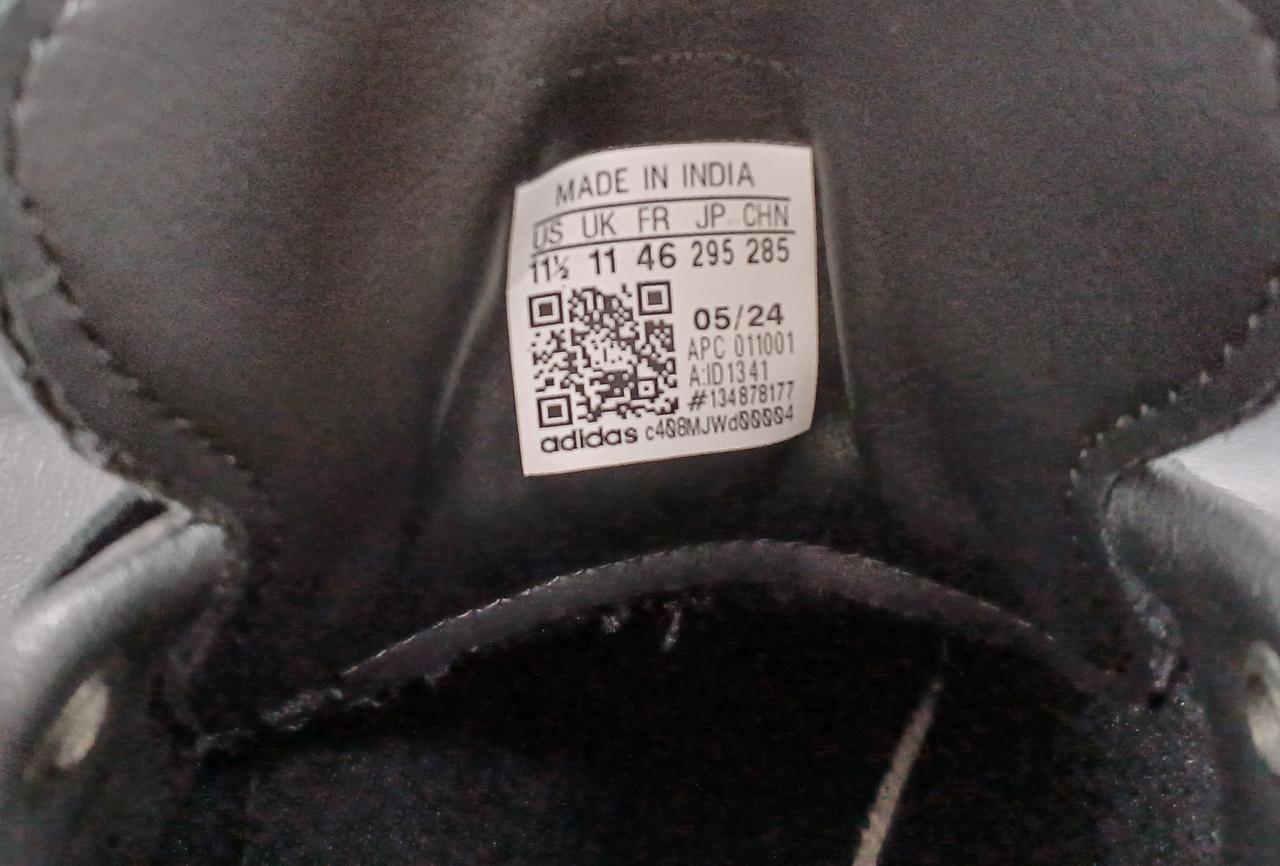 MADE IN INDIA
US UK FR JP CHN
11½ 11 46 295 285
05/24
APC 011001
A:ID1341
#134878177
adidas c408MJWd00004